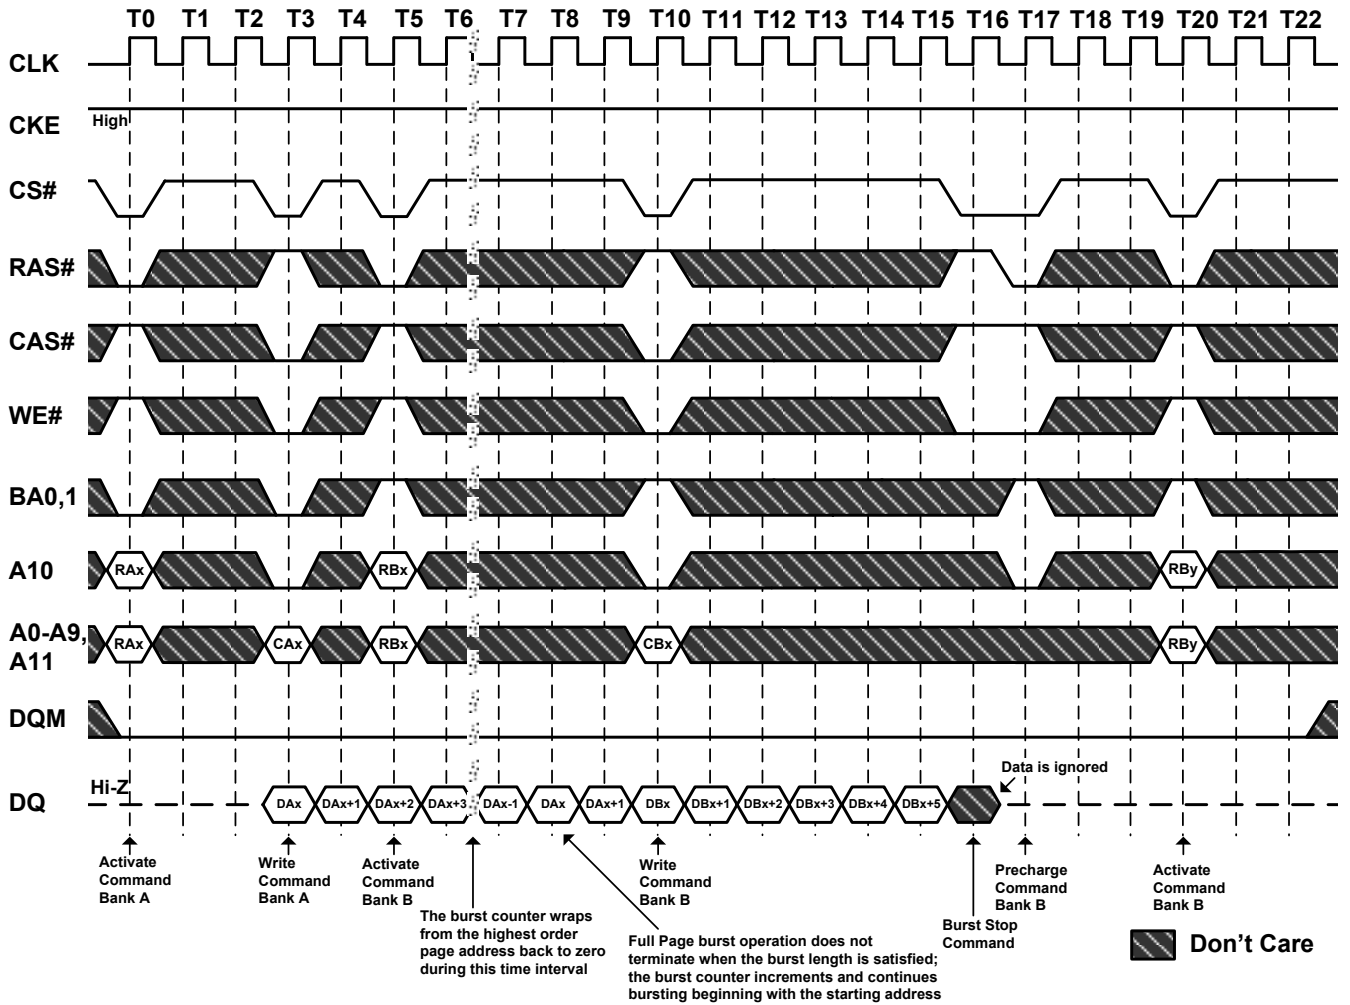 T0 T1 T2 T3 T4 T5 T6 T7 T8 T9 T10 T11 T12 T13 T14 T15 T16 T17 T18 T19 T20 T21 T22
CLK
CKE
High
CS#
RAS#
CAS#
WE#
BA0,1
A10
RAx
RBx
RBy
A0-A9,
A11
RAx
CAx
RBx
CBx
RBy
DQM
Data is ignored
DQ
Hi-Z
DAx
DAx+1
DAx+2
DAx+3
DAx-1
DAx
DAx+1
DBx
DBx+1
DBx+2
DBx+3
DBx+4
DBx+5
Activate
Command
Bank A
Write
Command
Bank A
Activate
Command
Bank B
The burst counter wraps
from the highest order
page address back to zero
during this time interval
Write
Command
Bank B
Full Page burst operation does not
terminate when the burst length is satisfied;
the burst counter increments and continues
bursting beginning with the starting address
Burst Stop
Command
Precharge
Command
Bank B
Activate
Command
Bank B
Don't Care